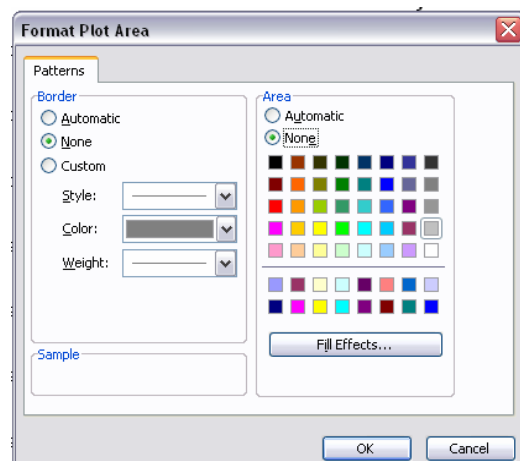 Format Plot Area
Patterns
Border
Automatic
None
Custom
Style:
Color:
Weight:
Sample
Area
Automatic
None
Fill Effects...
OK
Cancel